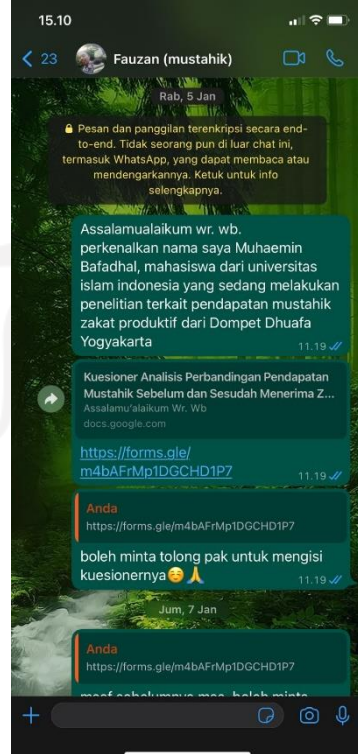 15.10
23 Fauzan (mustahik)
Rab, 5 Jan
Pesan dan panggilan terenkripsi secara end-
to-end. Tidak seorang pun di luar chat ini,
termasuk WhatsApp, yang dapat membaca atau
mendengarkannya. Ketuk untuk info
selengkapnya.
Assalamualaikum wr. wb.
perkenalkan nama saya Muhaemin
Bafadhal, mahasiswa dari universitas
islam indonesia yang sedang melakukan
penelitian terkait pendapatan mustahik
zakat produktif dari Dompet Dhuafa
Yogyakarta
11.19
Kuesioner Analisis Perbandingan Pendapatan
Mustahik Sebelum dan Sesudah Menerima Z...
Assalamu'alaikum Wr. Wb
docs.google.com
https://forms.gle/
m4bAFrMp1DGCHD1P7
11.19
Anda
https://forms.gle/m4bAFrMp1DGCHD1P7
boleh minta tolong pak untuk mengisi
kuesionernya😊🙏
11.19
Jum, 7 Jan
Anda
https://forms.gle/m4bAFrMp1DGCHD1P7
maaf sebelumnya mas, boleh minta